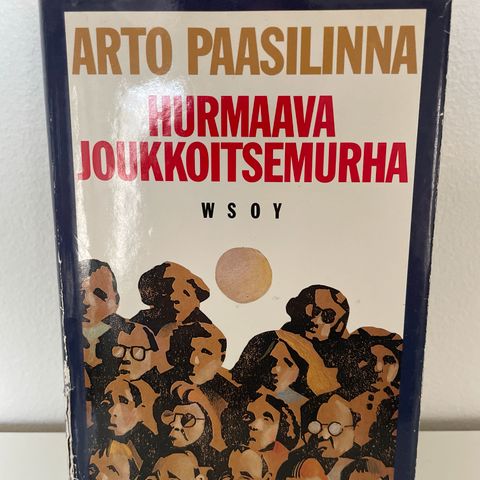 ARTO PAASILINNA
HURMAAVA
JOUKKOITSEMURHA
WSOY